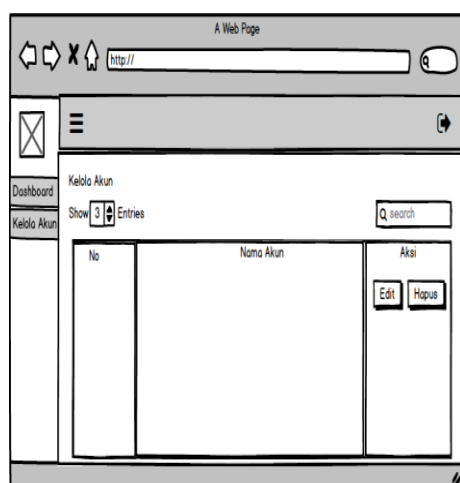 A Web Page
http://
Dashboard
Kelola Akun
Kelola Akun
Show 3 Entries
search
No
Nama Akun
Aksi
Edit
Hapus